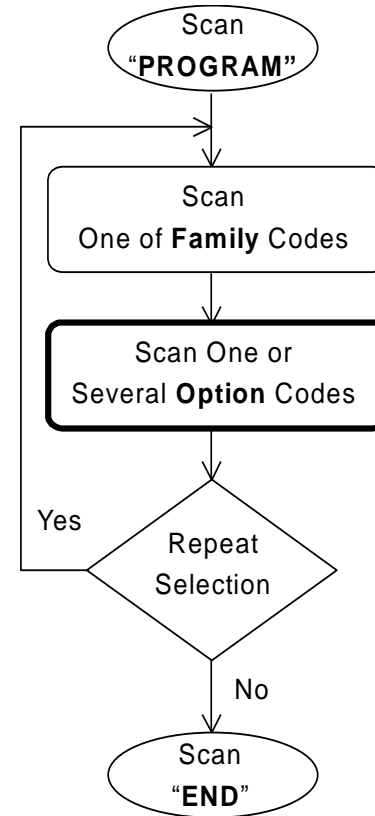 Scan
“PROGRAM”
Scan
One of Family Codes
Scan One or
Several Option Codes
Yes
Repeat
Selection
No
Scan
“END”